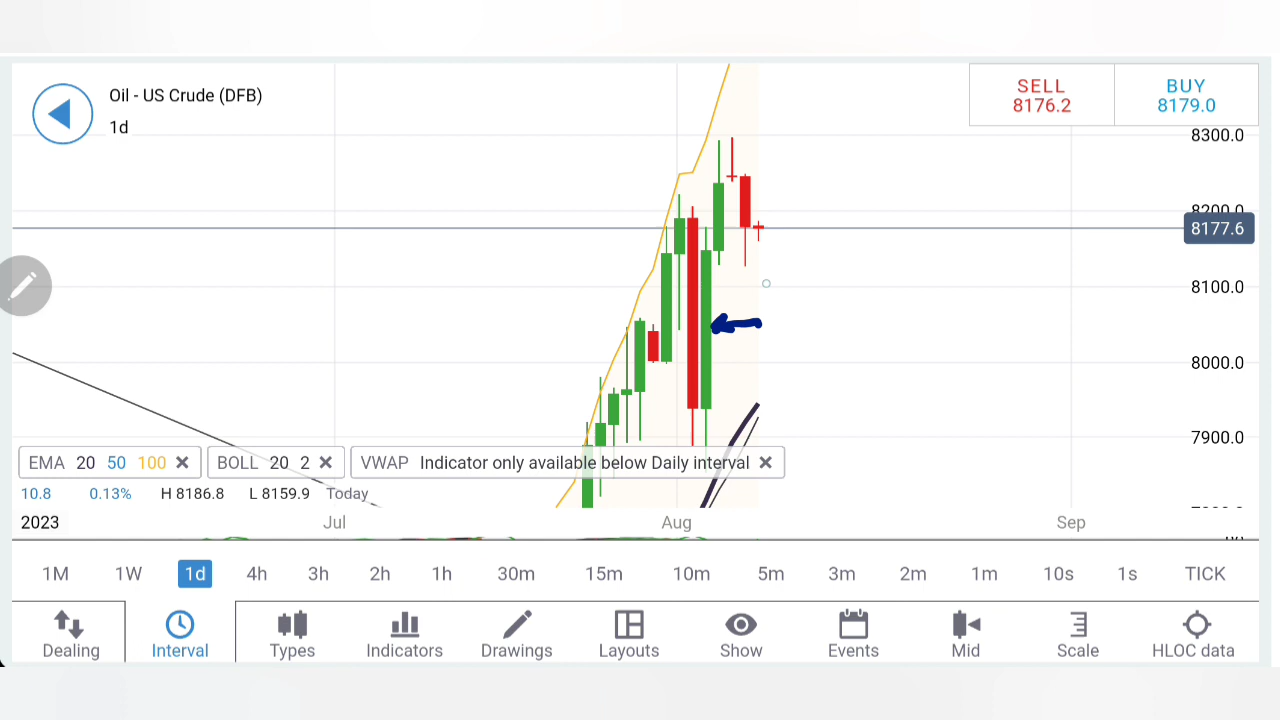 Oil - US Crude (DFB)
1d
SELL
8176.2
BUY
8179.0
8300.0
8200.0
8177.6
8100.0
8000.0
7900.0
EMA 20 50 100
BOLL 20 2
VWAP Indicator only available below Daily interval
10.8 0.13% H 8186.8 L 8159.9 Today
2023 Jul Aug Sep
1M 1W 1d 4h 3h 2h 1h 30m 15m 10m 5m 3m 2m 1m 10s 1s TICK
Dealing Interval Types Indicators Drawings Layouts Show Events Mid Scale HLOC data